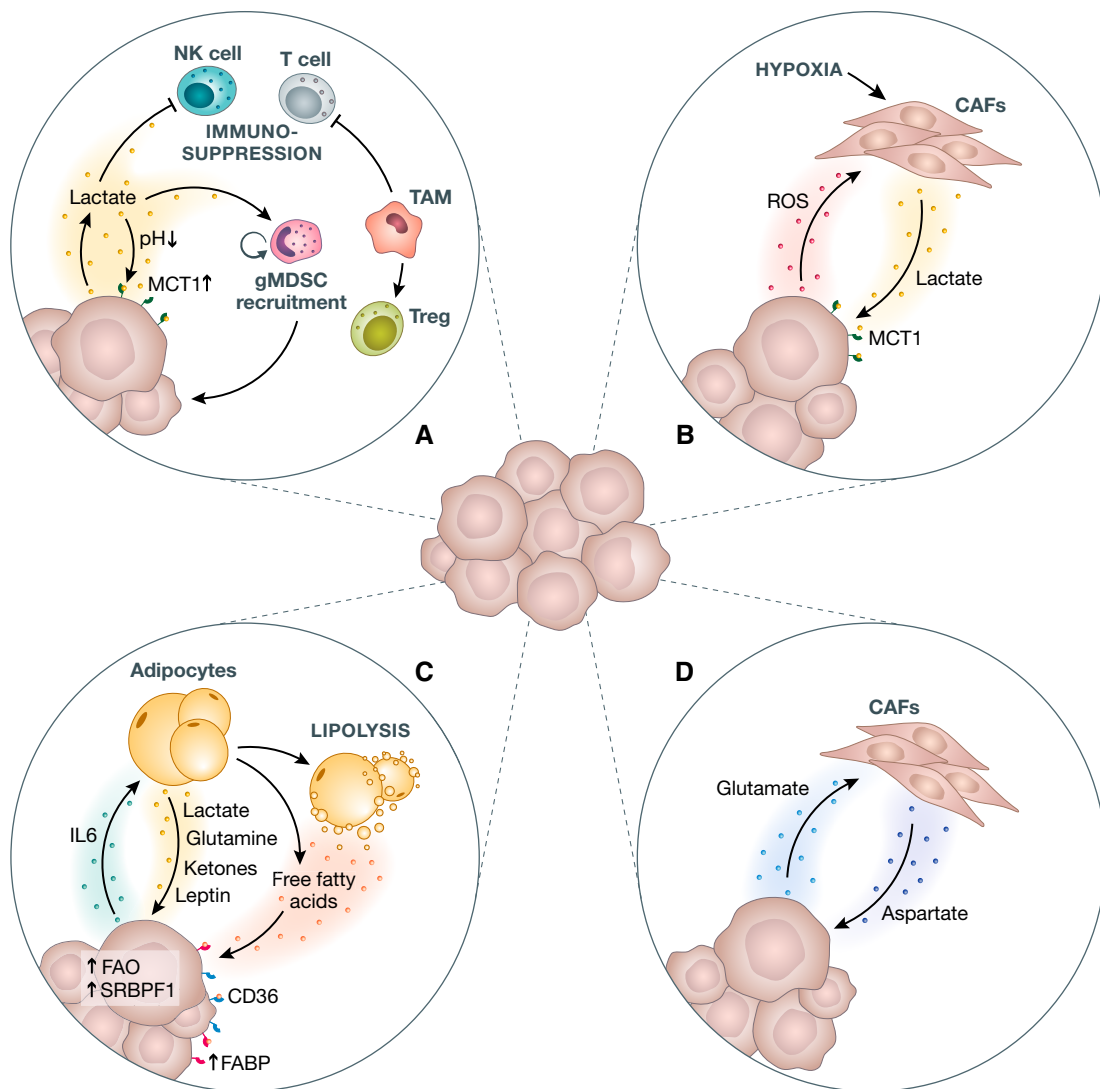 NK cell
T cell
IMMUNO-
SUPPRESSION
Lactate
pH↓
MCT1↑
TAM
gMDSC
recruitment
Treg
A
HYPOXIA
CAFs
ROS
Lactate
MCT1
B
Adipocytes
C
LIPOLYSIS
IL6
Lactate
Glutamine
Ketones
Leptin
Free fatty
acids
↑FAO
↑SRBPF1
CD36
↑FABP
D
CAFs
Glutamate
Aspartate